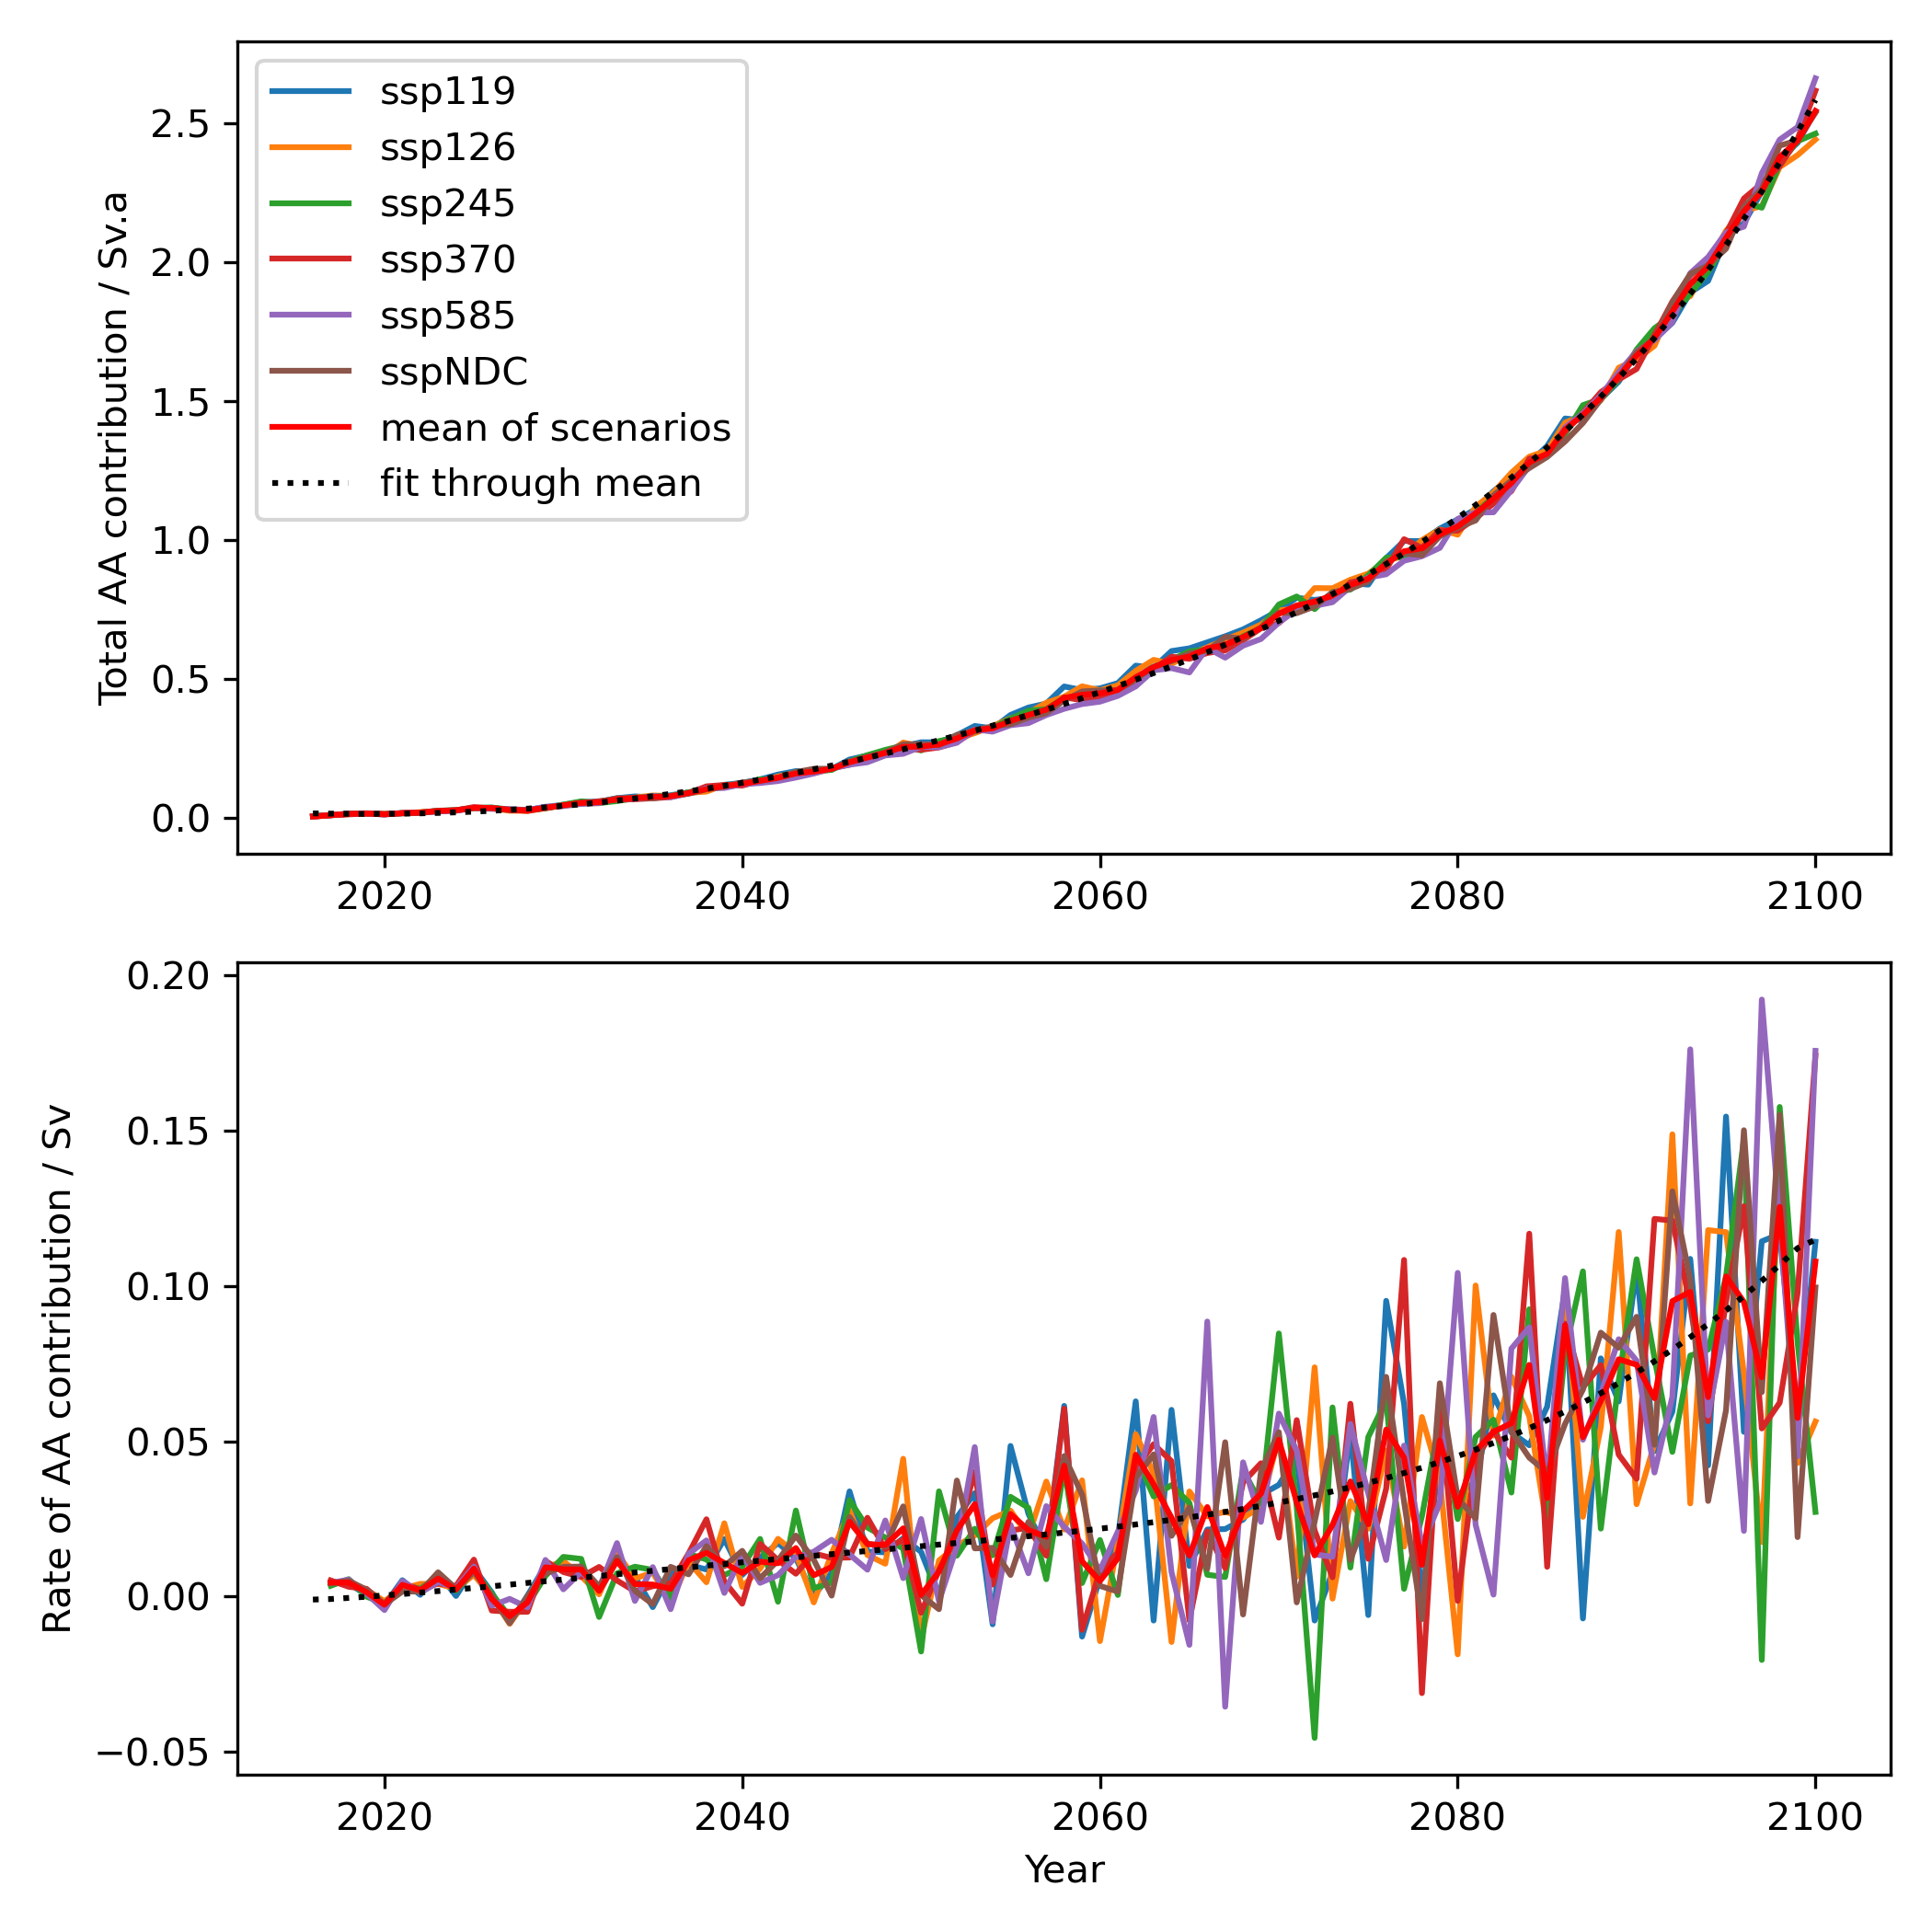 ssp119
ssp126
ssp245
ssp370
ssp585
sspNDC
mean of scenarios
fit through mean
Total AA contribution / Sv.a
2.5
2.0
1.5
1.0
0.5
0.0
2020 2040 2060 2080 2100
Rate of AA contribution / Sv
0.20
0.15
0.10
0.05
0.00
−0.05
2020 2040 2060 2080 2100
Year